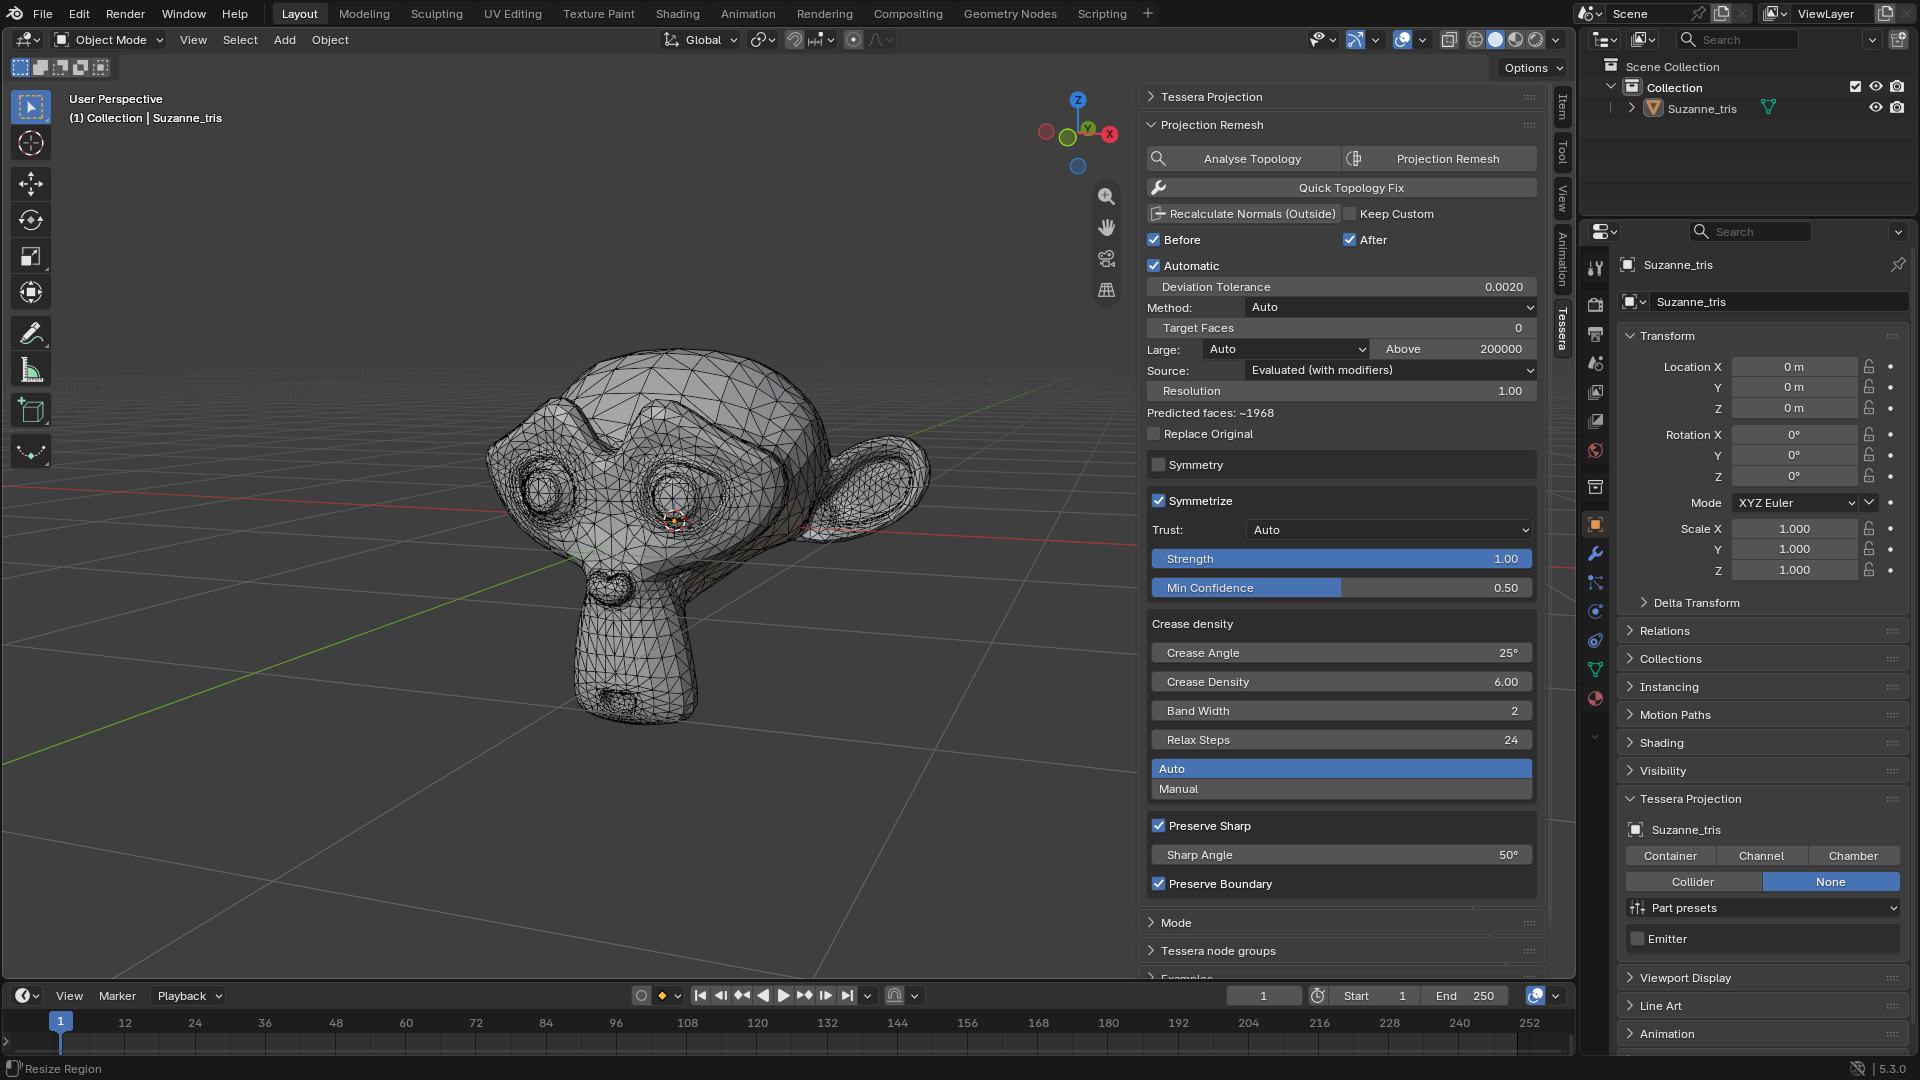 File Edit Render Window Help Layout Modeling Sculpting UV Editing Texture Paint Shading Animation Rendering Compositing Geometry Nodes Scripting + Scene ViewLayer
Object Mode View Select Add Object Global Search
Options
User Perspective
(1) Collection | Suzanne_tris
Z
Y
X
Tessera Projection
Projection Remesh
Analyse Topology Projection Remesh
Quick Topology Fix
Recalculate Normals (Outside) Keep Custom
Before After
Automatic
Deviation Tolerance 0.0020
Method: Auto
Target Faces 0
Large: Auto Above 200000
Source: Evaluated (with modifiers)
Resolution 1.00
Predicted faces: ~1968
Replace Original
Symmetry
Symmetrize
Trust: Auto
Strength 1.00
Min Confidence 0.50
Crease density
Crease Angle 25°
Crease Density 6.00
Band Width 2
Relax Steps 24
Auto
Manual
Preserve Sharp
Sharp Angle 50°
Preserve Boundary
Mode
Tessera node groups
Examples
Item
Tool
View
Animation
Tessera
Scene Collection
Collection
Suzanne_tris
Search
Suzanne_tris
Suzanne_tris
Transform
Location X 0 m
Y 0 m
Z 0 m
Rotation X 0°
Y 0°
Z 0°
Mode XYZ Euler
Scale X 1.000
Y 1.000
Z 1.000
Delta Transform
Relations
Collections
Instancing
Motion Paths
Shading
Visibility
Tessera Projection
Suzanne_tris
Container Channel Chamber
Collider None
Part presets
Emitter
Viewport Display
Line Art
Animation
View Marker Playback 1 Start 1 End 250
1 12 24 36 48 60 72 84 96 108 120 132 144 156 168 180 192 204 216 228 240 252
Resize Region 5.3.0